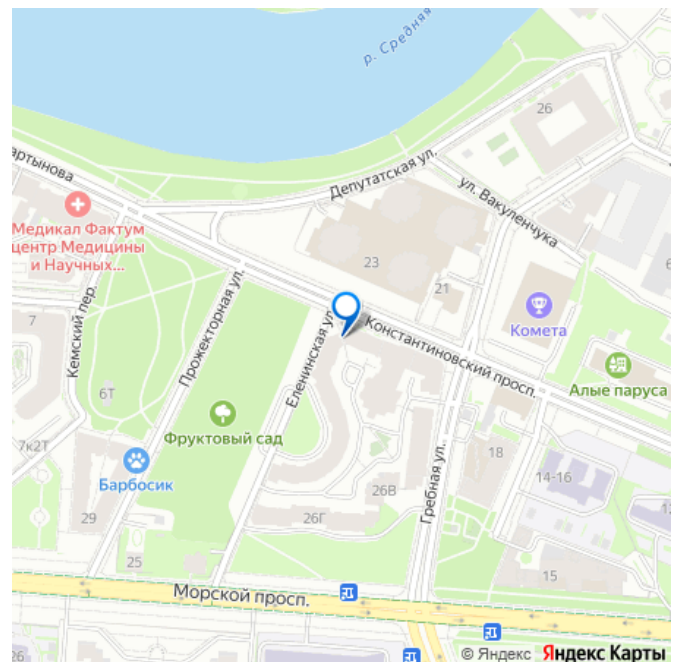 р. Средняя
26
Депутатская ул.
ул. Вакуленчука
артынова
Медикал Фактум
центр Медицины
и Научных...
23
21
Комета
Прожекторная ул.
Кемский пер.
7
6Т
Еленинская ул.
Константиновский просп.
Алые паруса
Фруктовый сад
7к2Т
Барбосик
Гребная ул.
18
14-16
12
29
26В
26Г
25
15
Морской просп.
26
© Яндекс Яндекс Карты